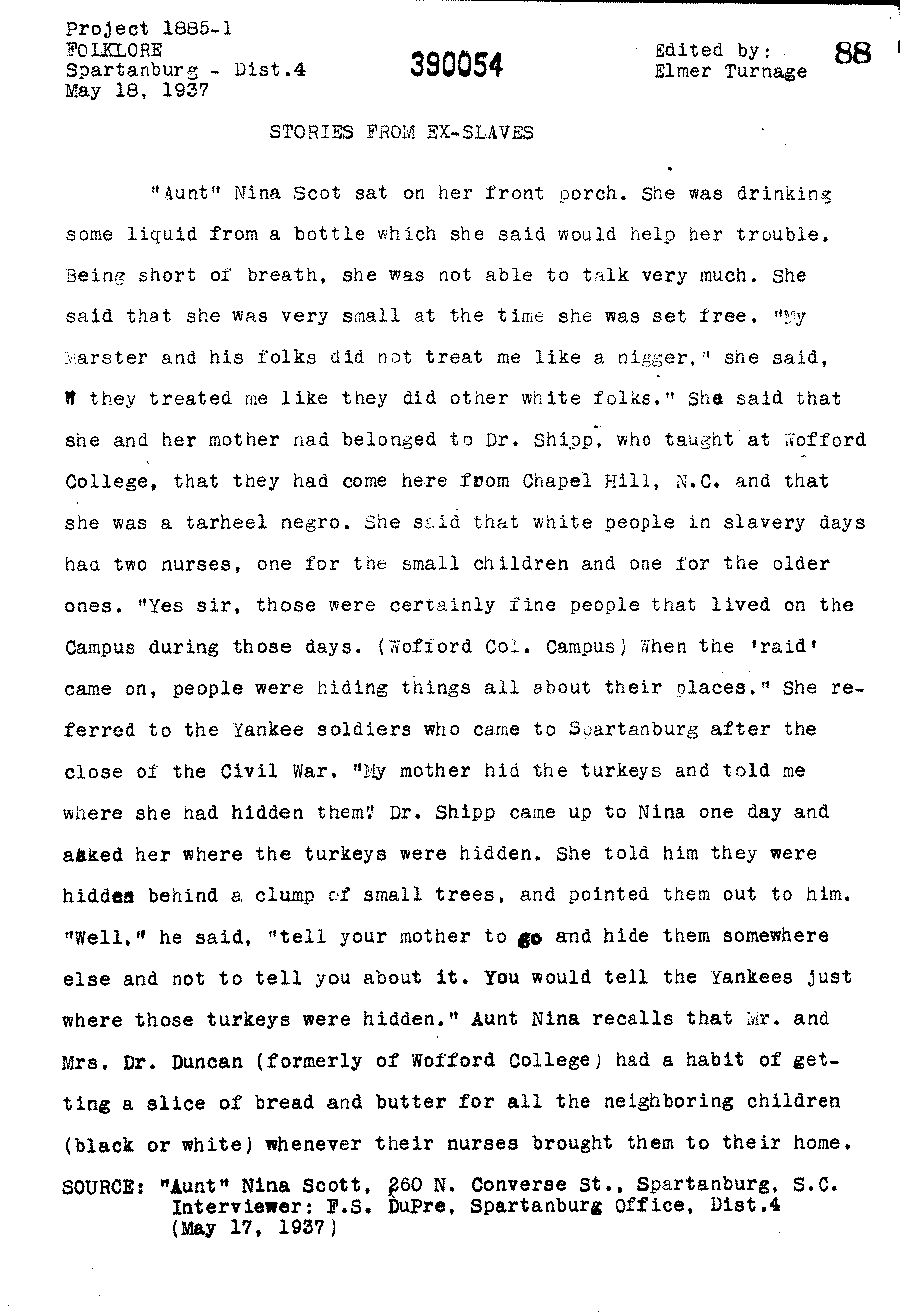 Project 1885-1
FOLKLORE
Spartanburg - Dist.4
May 18, 1937
390054
Edited by:
Elmer Turnage
88
STORIES FROM EX-SLAVES
"Aunt" Nina Scot sat on her front porch. She was drinking
some liquid from a bottle which she said would help her trouble.
Being short of breath, she was not able to talk very much. She
said that she was very small at the time she was set free. "My
Marster and his folks did not treat me like a nigger," she said,
" they treated me like they did other white folks." She said that
she and her mother had belonged to Dr. Shipp, who taught at Wofford
College, that they had come here from Chapel Hill, N.C. and that
she was a tarheel negro. She said that white people in slavery days
had two nurses, one for the small children and one for the older
ones. "Yes sir, those were certainly fine people that lived on the
Campus during those days. (Wofford Col. Campus) When the 'raid'
came on, people were hiding things all about their places." She re-
ferred to the Yankee soldiers who came to Spartanburg after the
close of the Civil War. "My mother hid the turkeys and told me
where she had hidden them." Dr. Shipp came up to Nina one day and
asked her where the turkeys were hidden. She told him they were
hidden behind a clump of small trees, and pointed them out to him.
"Well," he said, "tell your mother to go and hide them somewhere
else and not to tell you about it. You would tell the Yankees just
where those turkeys were hidden." Aunt Nina recalls that Mr. and
Mrs. Dr. Duncan (formerly of Wofford College) had a habit of get-
ting a slice of bread and butter for all the neighboring children
(black or white) whenever their nurses brought them to their home.
SOURCE: "Aunt" Nina Scott, 260 N. Converse St., Spartanburg, S.C.
Interviewer: F.S. DuPre, Spartanburg Office, Dist.4
(May 17, 1937)